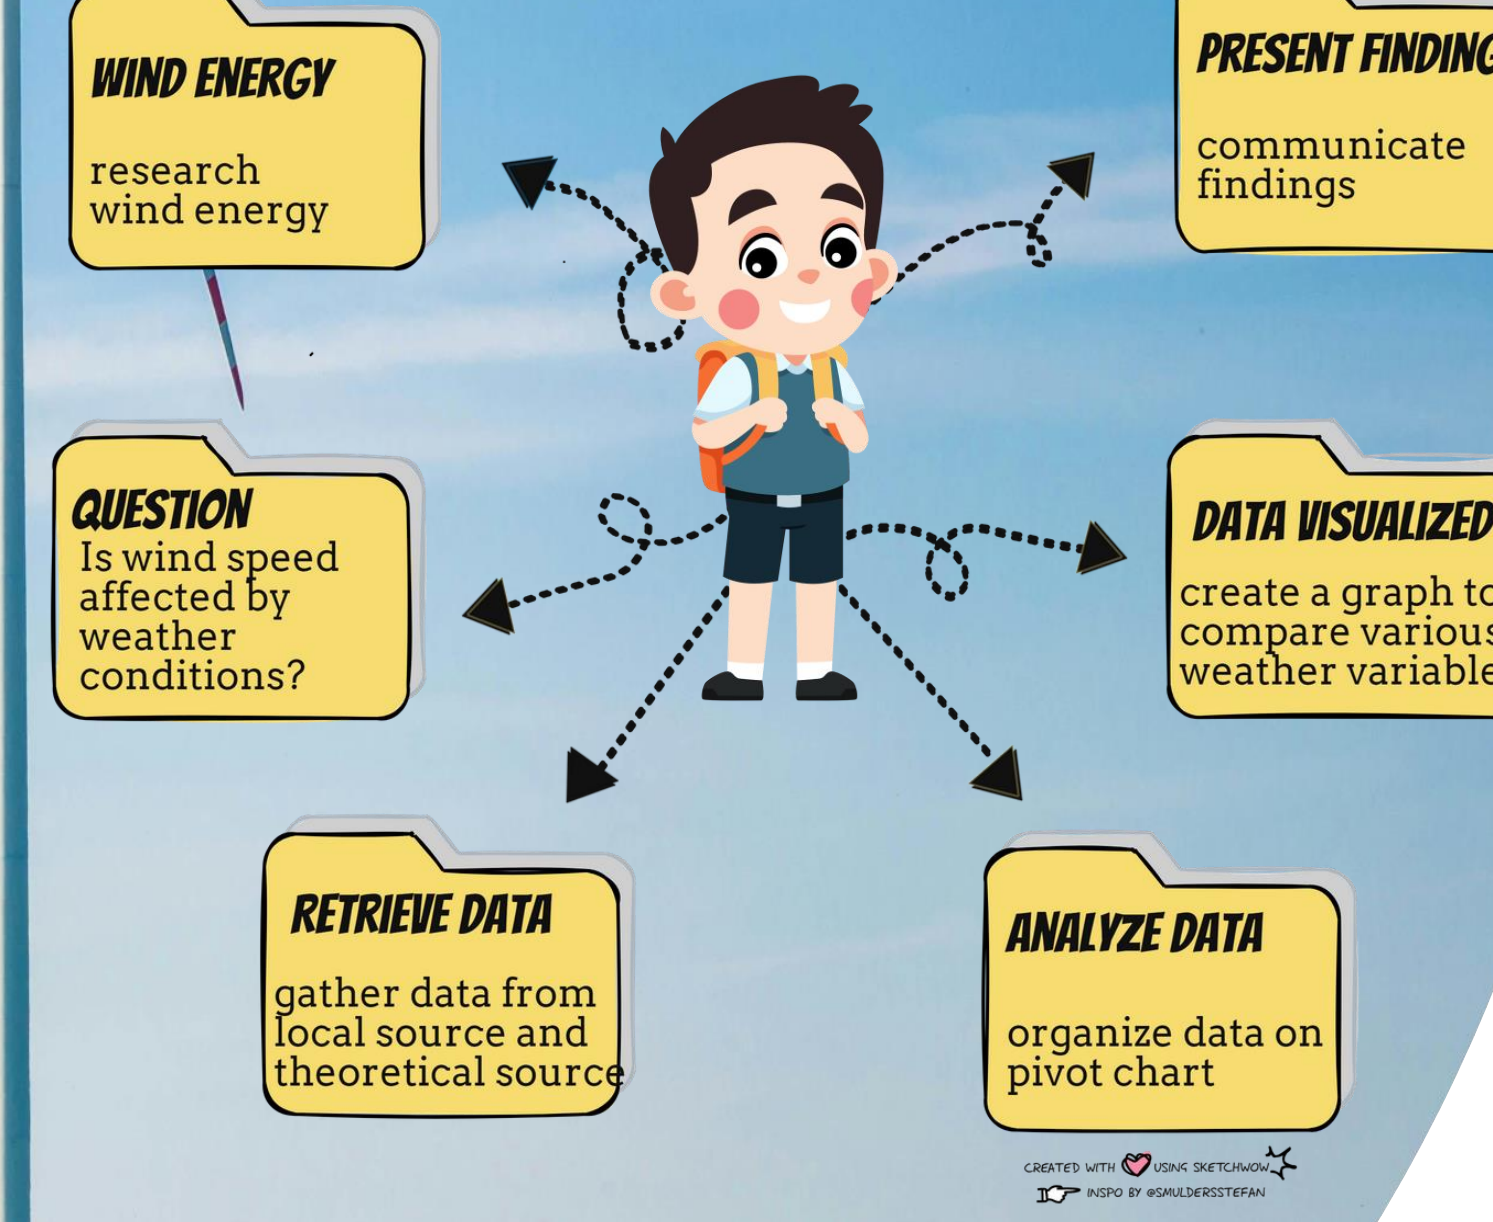 WIND ENERGY
research
wind energy
PRESENT FINDING
communicate
findings
QUESTION
Is wind speed
affected by
weather
conditions?
DATA VISUALIZED
create a graph to
compare various
weather variable
RETRIEVE DATA
gather data from
local source and
theoretical source
ANALYZE DATA
organize data on
pivot chart
CREATED WITH USING SKETCHWOW
INSPO BY @SMULDERSSTEFAN